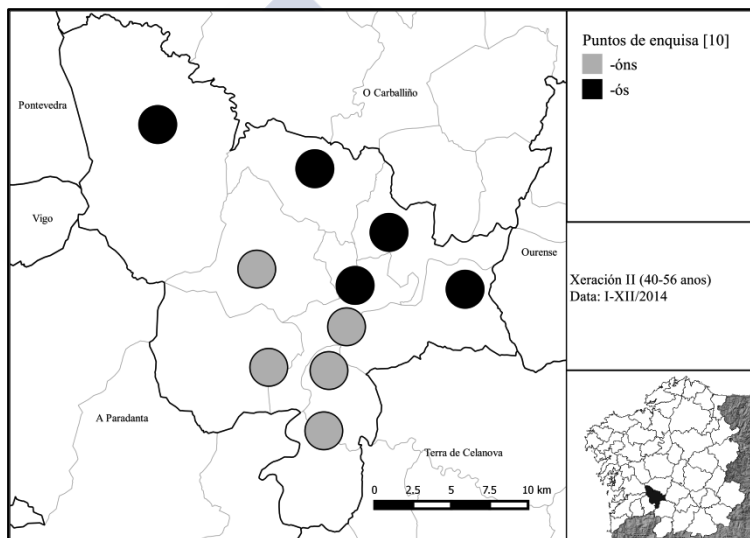 Pontevedra
O Carballiño
Vigo
Ourense
A Paradanta
Terra de Celanova
0 2,5 5 7,5 10 km
Puntos de enquisa [10]
-óns
-ós
Xeración II (40-56 anos)
Data: I-XII/2014